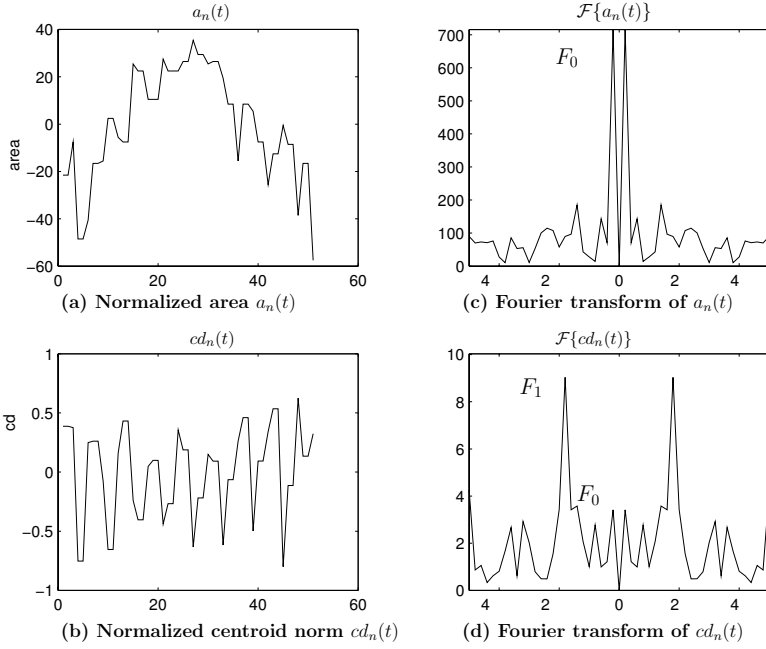 a_n(t)
40
20
0
−20
−40
−60
area
0 20 40 60
(a) Normalized area a_n(t)
F{a_n(t)}
700
600
500
400
300
200
100
0
F_0
4 2 0 2 4
(c) Fourier transform of a_n(t)
cd_n(t)
1
0.5
0
−0.5
−1
cd
0 20 40 60
(b) Normalized centroid norm cd_n(t)
F{cd_n(t)}
10
8
6
4
2
0
F_1
F_0
4 2 0 2 4
(d) Fourier transform of cd_n(t)